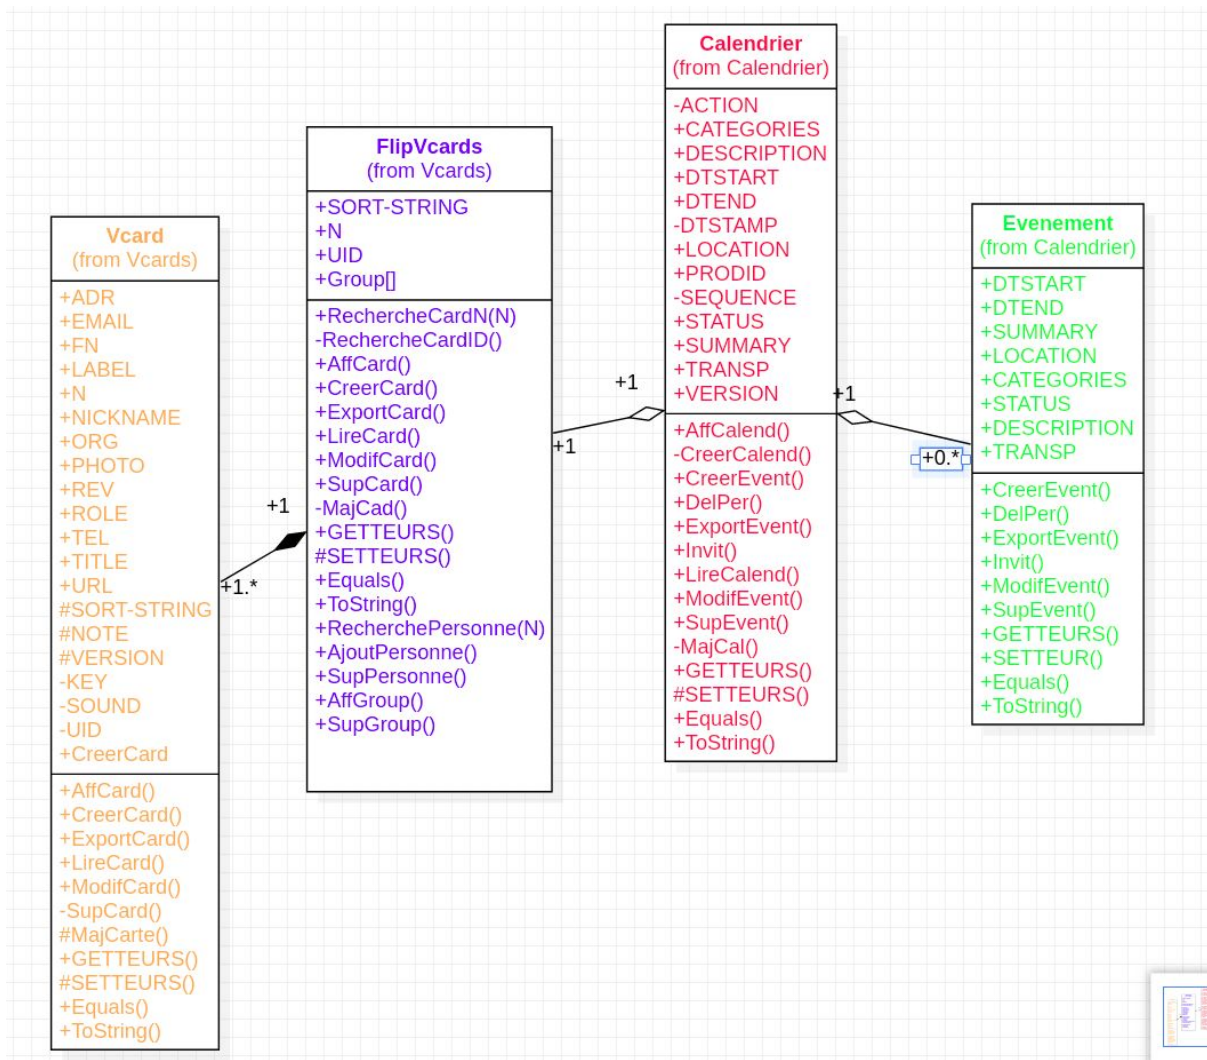 Vcard
(from Vcards)
+ADR
+EMAIL
+FN
+LABEL
+N
+NICKNAME
+ORG
+PHOTO
+REV
+ROLE
+TEL
+TITLE
+URL
#SORT-STRING
#NOTE
#VERSION
-KEY
-SOUND
-UID
+CreerCard
+AffCard()
+CreerCard()
+ExportCard()
+LireCard()
+ModifCard()
-SupCard()
#MajCarte()
+GETTEURS()
#SETTEURS()
+Equals()
+ToString()
+1.*
+1
FlipVcards
(from Vcards)
+SORT-STRING
+N
+UID
+Group[]
+RechercheCardN(N)
-RechercheCardID()
+AffCard()
+CreerCard()
+ExportCard()
+LireCard()
+ModifCard()
+SupCard()
-MajCad()
+GETTEURS()
#SETTEURS()
+Equals()
+ToString()
+RecherchePersonne(N)
+AjoutPersonne()
+SupPersonne()
+AffGroup()
+SupGroup()
+1
+1
Calendrier
(from Calendrier)
-ACTION
+CATEGORIES
+DESCRIPTION
+DTSTART
+DTEND
-DTSTAMP
+LOCATION
+PRODID
-SEQUENCE
+STATUS
+SUMMARY
+TRANSP
+VERSION
+AffCalend()
-CreerCalend()
+CreerEvent()
+DelPer()
+ExportEvent()
+Invit()
+LireCalend()
+ModifEvent()
+SupEvent()
-MajCal()
+GETTEURS()
#SETTEURS()
+Equals()
+ToString()
+1
+0.*
Evenement
(from Calendrier)
+DTSTART
+DTEND
+SUMMARY
+LOCATION
+CATEGORIES
+STATUS
+DESCRIPTION
+TRANSP
+CreerEvent()
+DelPer()
+ExportEvent()
+Invit()
+ModifEvent()
+SupEvent()
+GETTEURS()
+SETTEUR()
+Equals()
+ToString()